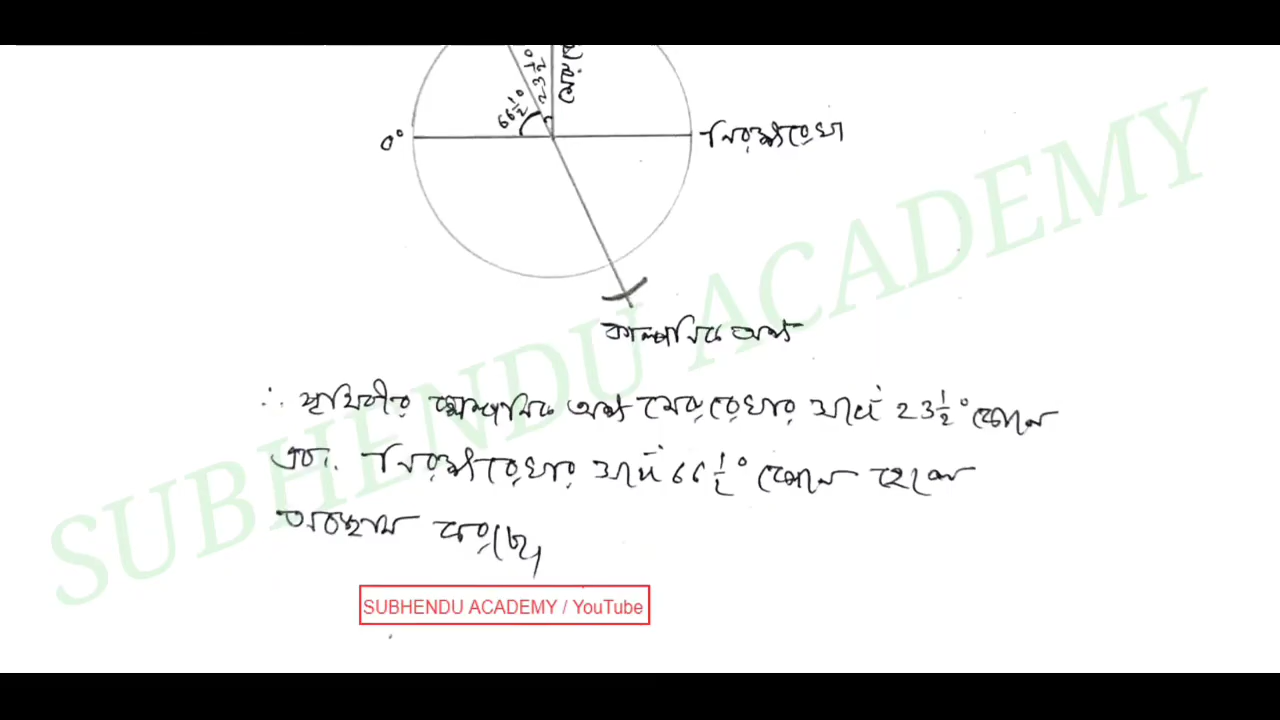 23½°
66½°
0°
নিরক্ষরেখা
কাল্পনিক অক্ষ
∴ পৃথিবীর কাল্পনিক অক্ষ মেরুরেখার সাথে 23½° কোনে
এবং নিরক্ষরেখার সাথে 66½° কোনে হেলে
অবস্থান করছে।
SUBHENDU ACADEMY / YouTube
SUBHENDU ACADEMY